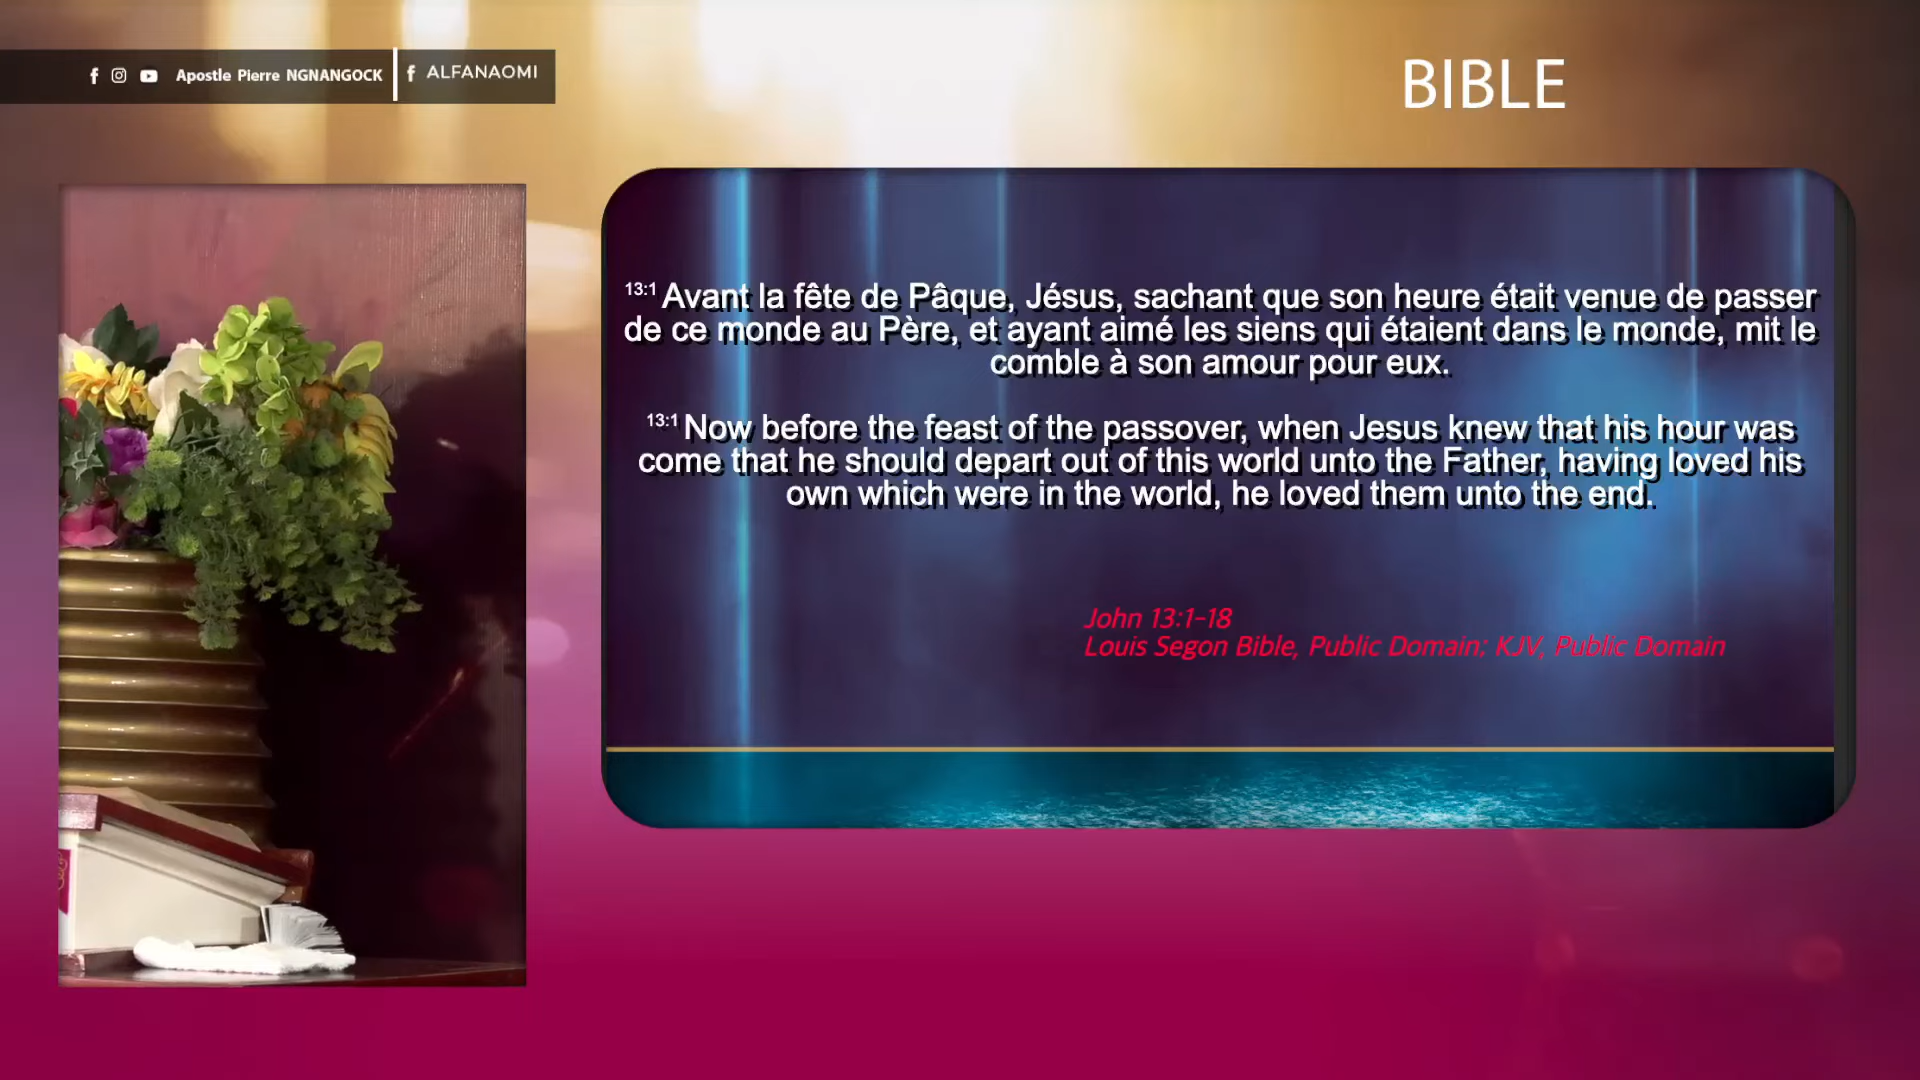 Apostle Pierre NGNANGOCK
ALFANAOMI
BIBLE
13:1 Avant la fête de Pâque, Jésus, sachant que son heure était venue de passer
de ce monde au Père, et ayant aimé les siens qui étaient dans le monde, mit le
comble à son amour pour eux.
13:1 Now before the feast of the passover, when Jesus knew that his hour was
come that he should depart out of this world unto the Father, having loved his
own which were in the world, he loved them unto the end.
John 13:1-18
Louis Segon Bible, Public Domain; KJV, Public Domain